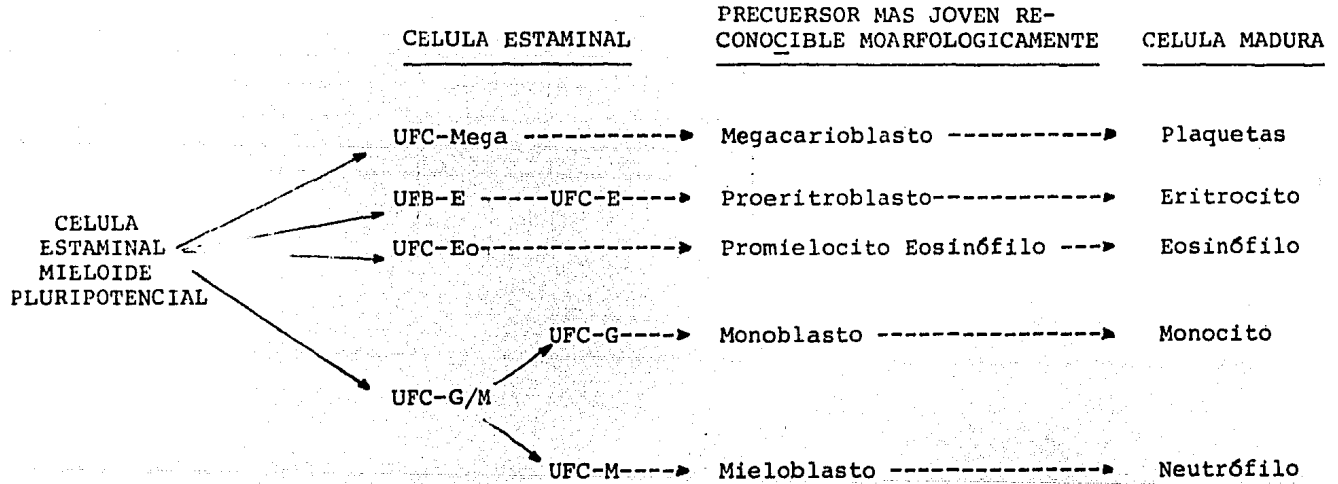 PRECUERSOR MAS JOVEN RE-
CELULA ESTAMINAL CONOCIBLE MOARFOLOGICAMENTE CELULA MADURA
UFC-Mega Megacarioblasto Plaquetas
UFB-E UFC-E Proeritroblasto Eritrocito
CELULA
ESTAMINAL
MIELOIDE
PLURIPOTENCIAL
UFC-Eo Promielocito Eosinófilo Eosinófilo
UFC-G Monoblasto Monocito
UFC-G/M
UFC-M Mieloblasto Neutrófilo